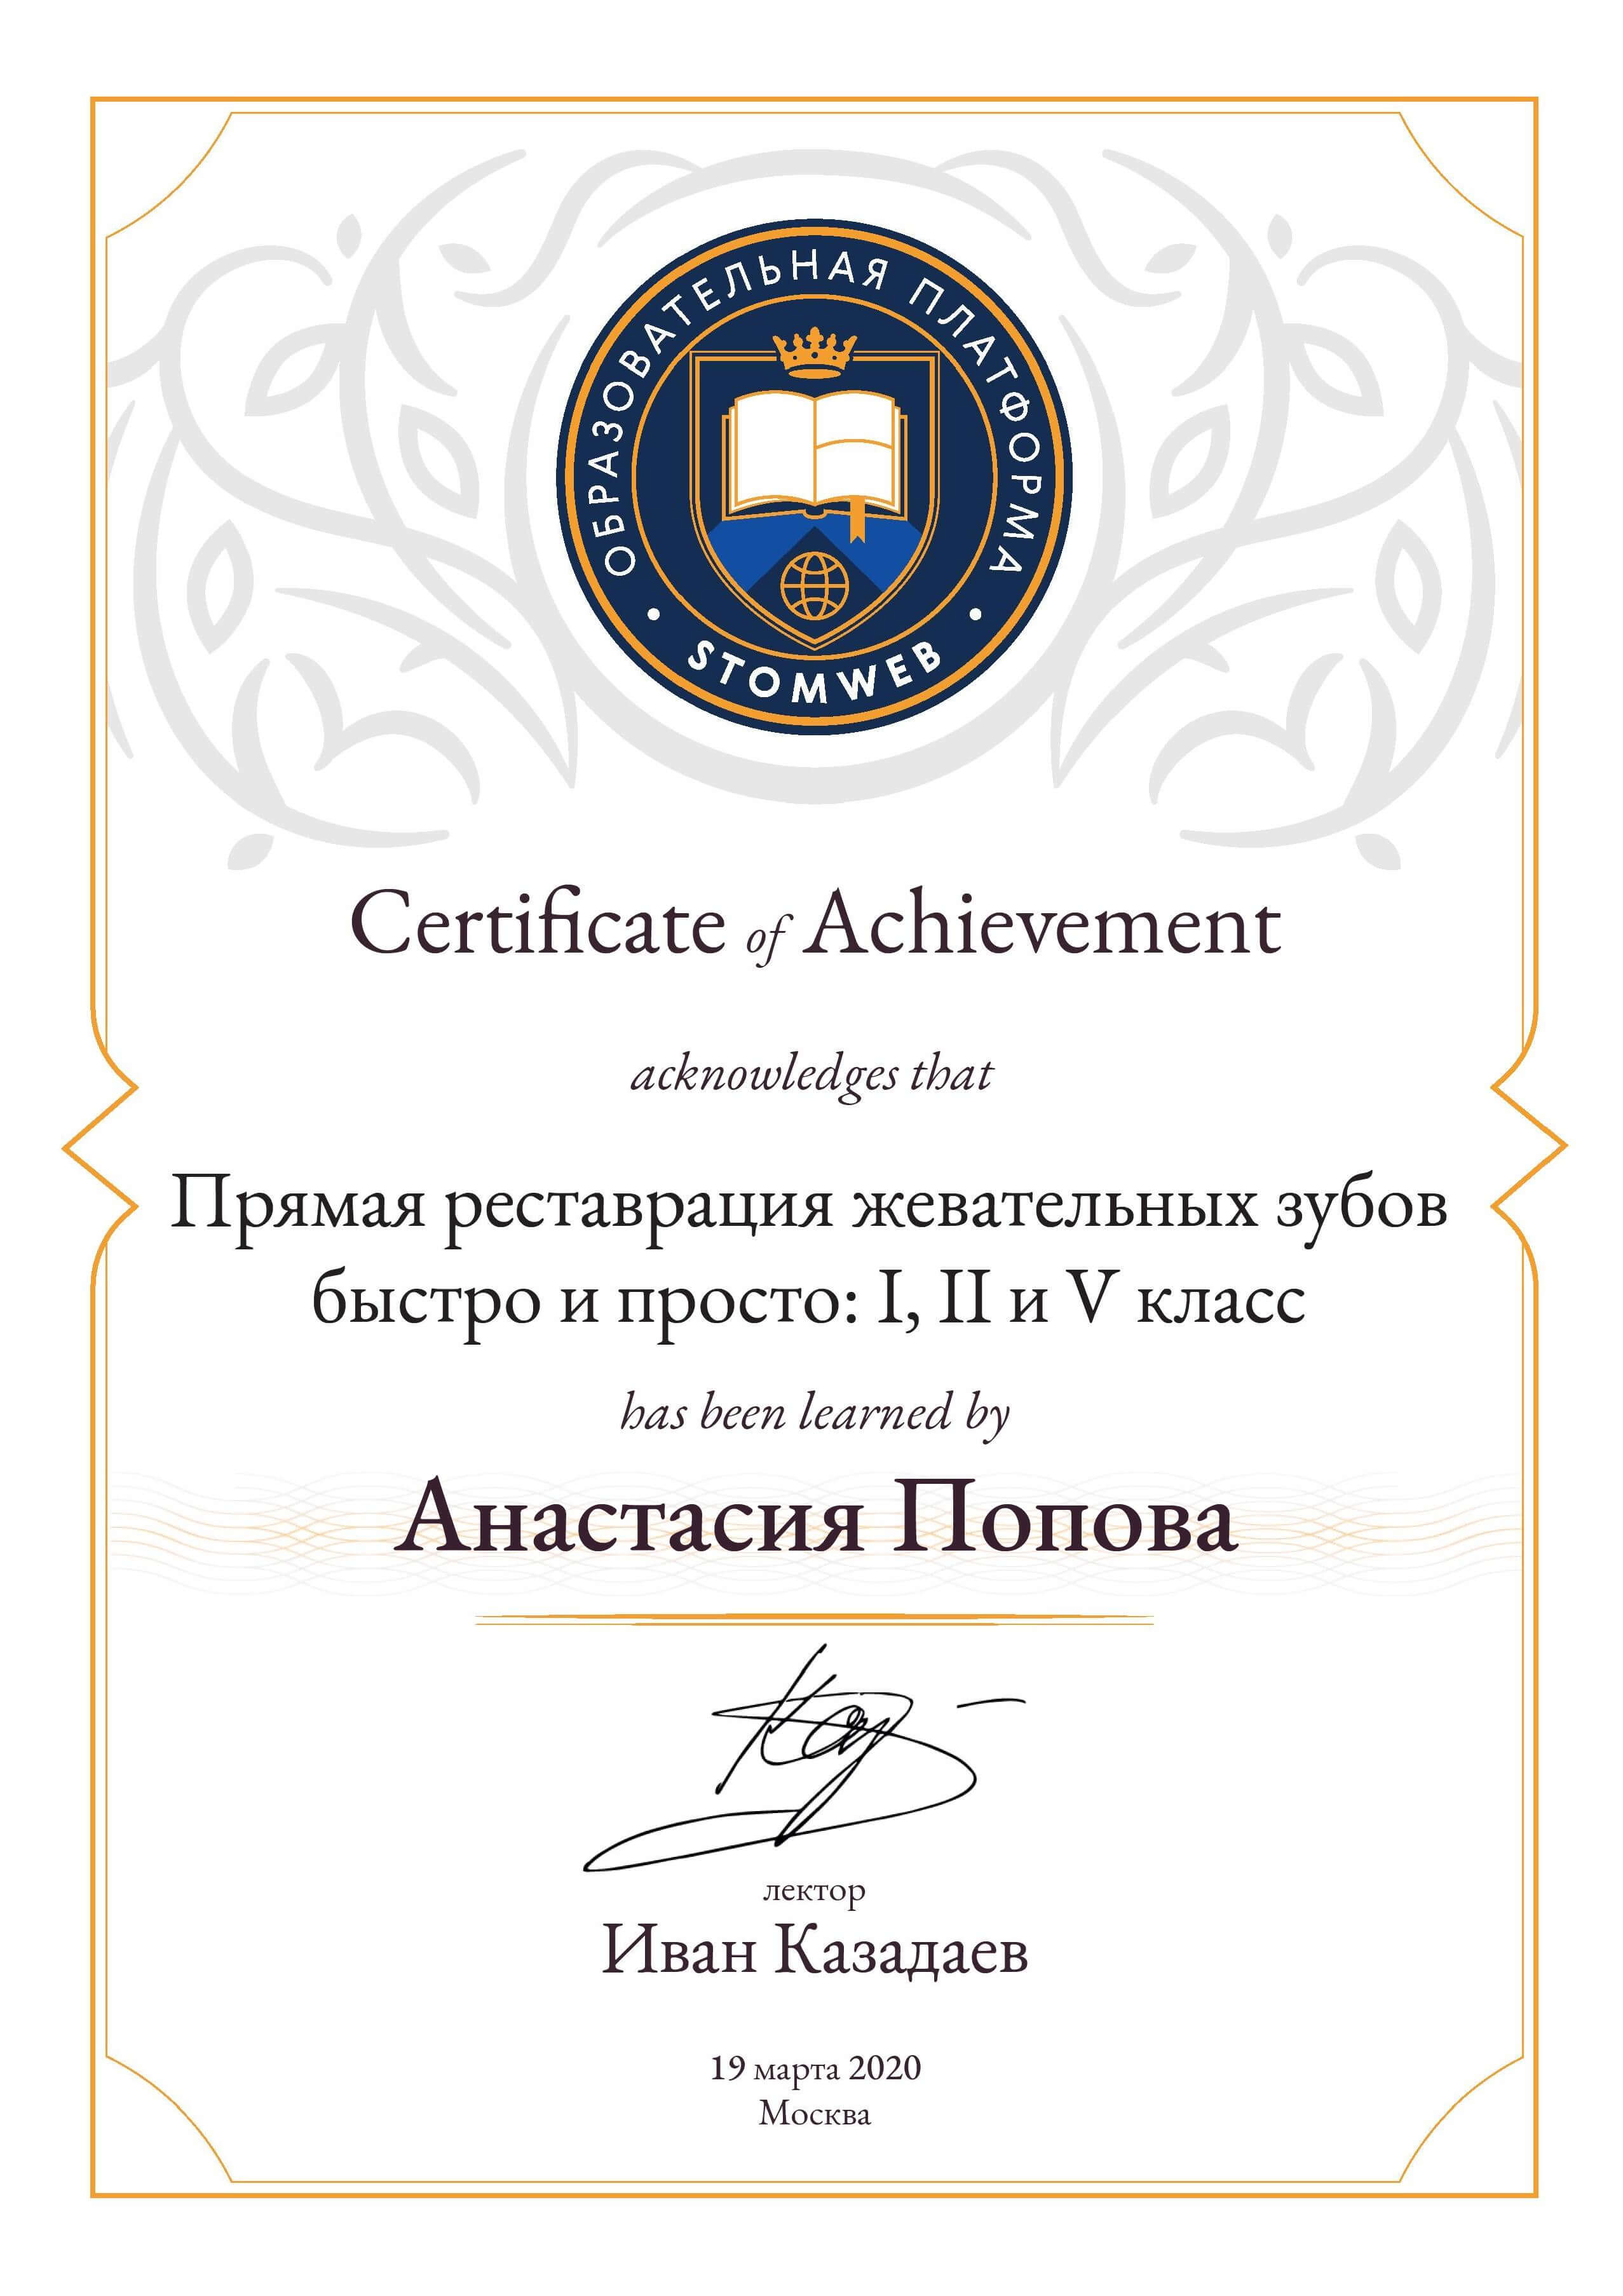 ОБРАЗОВАТЕЛЬНАЯ ПЛАТФОРМА
STOMWEB
Certificate of Achievement
acknowledges that
Прямая реставрация жевательных зубов
быстро и просто: I, II и V класс
has been learned by
Анастасия Попова
лектор
Иван Казадаев
19 марта 2020
Москва